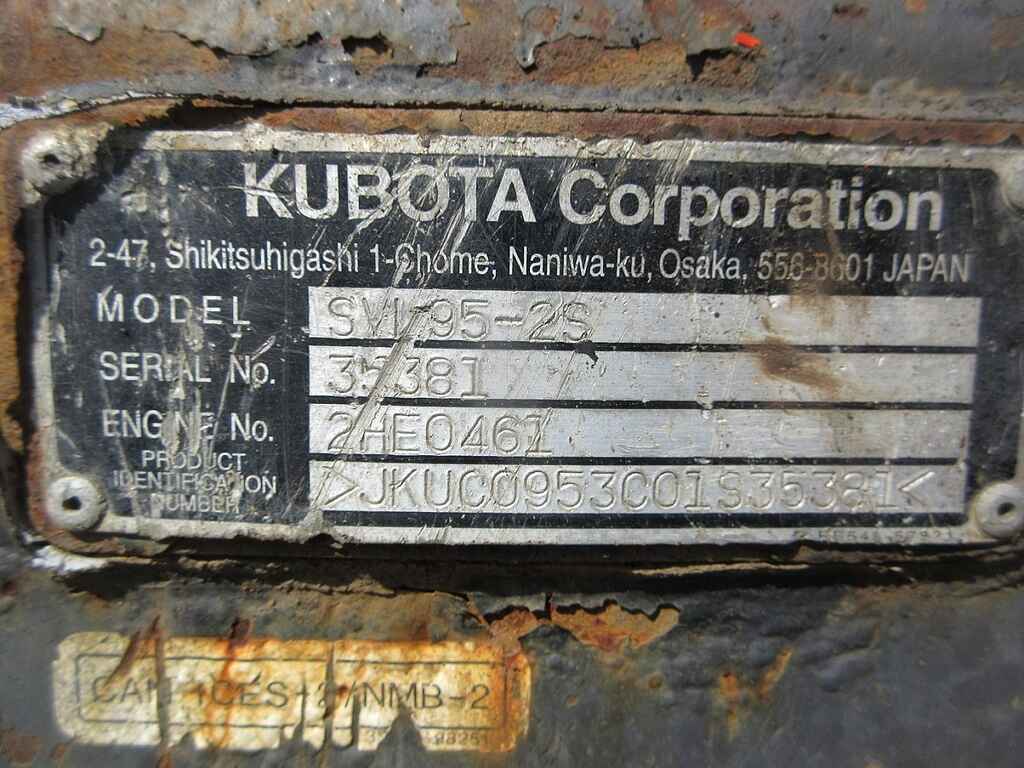 KUBOTA Corporation
2-47, Shikitsuhigashi 1-Chome, Naniwa-ku, Osaka, 556-8601 JAPAN
MODEL SVL95-2S
SERIAL No. 35381
ENGINE No. 2HE0461
PRODUCT
IDENTIFICATION
NUMBER >JKUC0953C01S35381<
CAN ICES-2/NMB-2